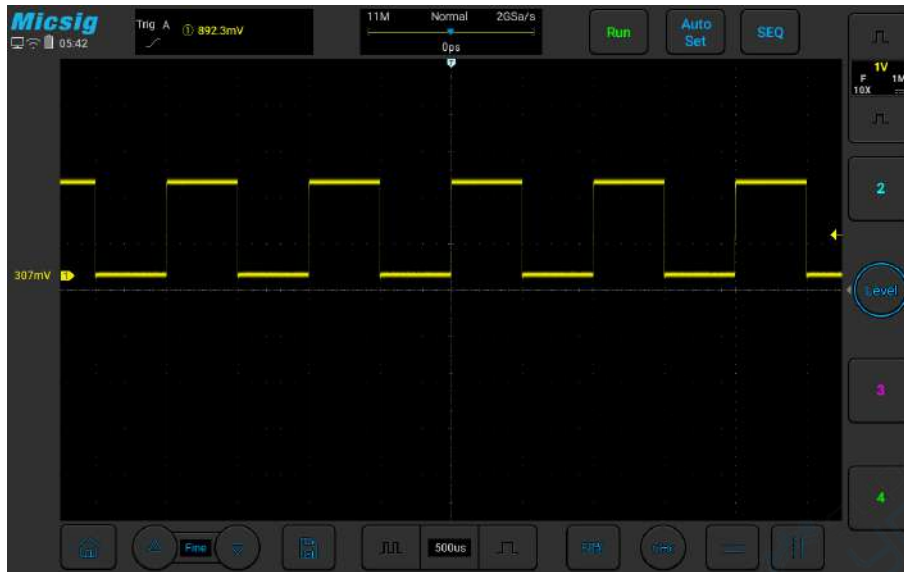 Micsig
05:42
Trig A ① 892.3mV
11M Normal 2GSa/s
0ps
T
Run
Auto
Set
SEQ
1V
F 1M
10X
2
307mV 1
Level
3
4
Fine
500us